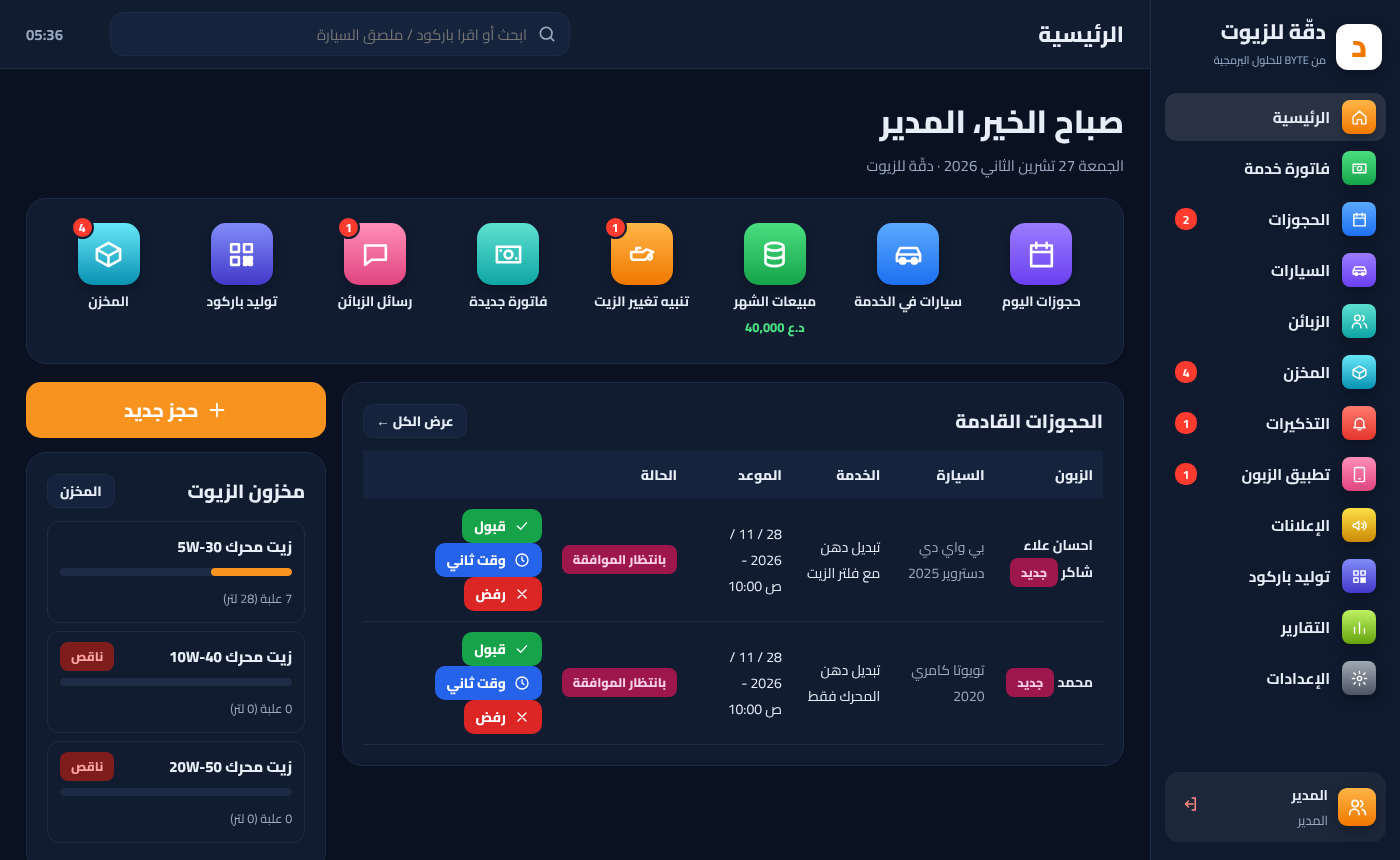 دقّة للزيوت
من BYTE للحلول البرمجية
د
الرئيسية
فاتورة خدمة
الحجوزات
2
السيارات
الزبائن
المخزن
4
التذكيرات
1
تطبيق الزبون
1
الإعلانات
توليد باركود
التقارير
الإعدادات
المدير
المدير
الرئيسية
ابحث أو اقرا باركود / ملصق السيارة
05:36
صباح الخير، المدير
الجمعة 27 تشرين الثاني 2026 · دقّة للزيوت
حجوزات اليوم
سيارات في الخدمة
مبيعات الشهر
40,000 د.ع
1
تنبيه تغيير الزيت
فاتورة جديدة
1
رسائل الزبائن
توليد باركود
4
المخزن
الحجوزات القادمة
عرض الكل ←
الزبون السيارة الخدمة الموعد الحالة
احسان علاء شاكر جديد
بي واي دي دستروير 2025
تبديل دهن مع فلتر الزيت
28 / 11 / 2026 - 10:00 ص
بانتظار الموافقة
قبول
وقت ثاني
رفض
محمد جديد
تويوتا كامري 2020
تبديل دهن المحرك فقط
28 / 11 / 2026 - 10:00 ص
بانتظار الموافقة
قبول
وقت ثاني
رفض
+ حجز جديد
مخزون الزيوت
المخزن
زيت محرك 5W-30
7 علبة (28 لتر)
زيت محرك 10W-40
ناقص
0 علبة (0 لتر)
زيت محرك 20W-50
ناقص
0 علبة (0 لتر)